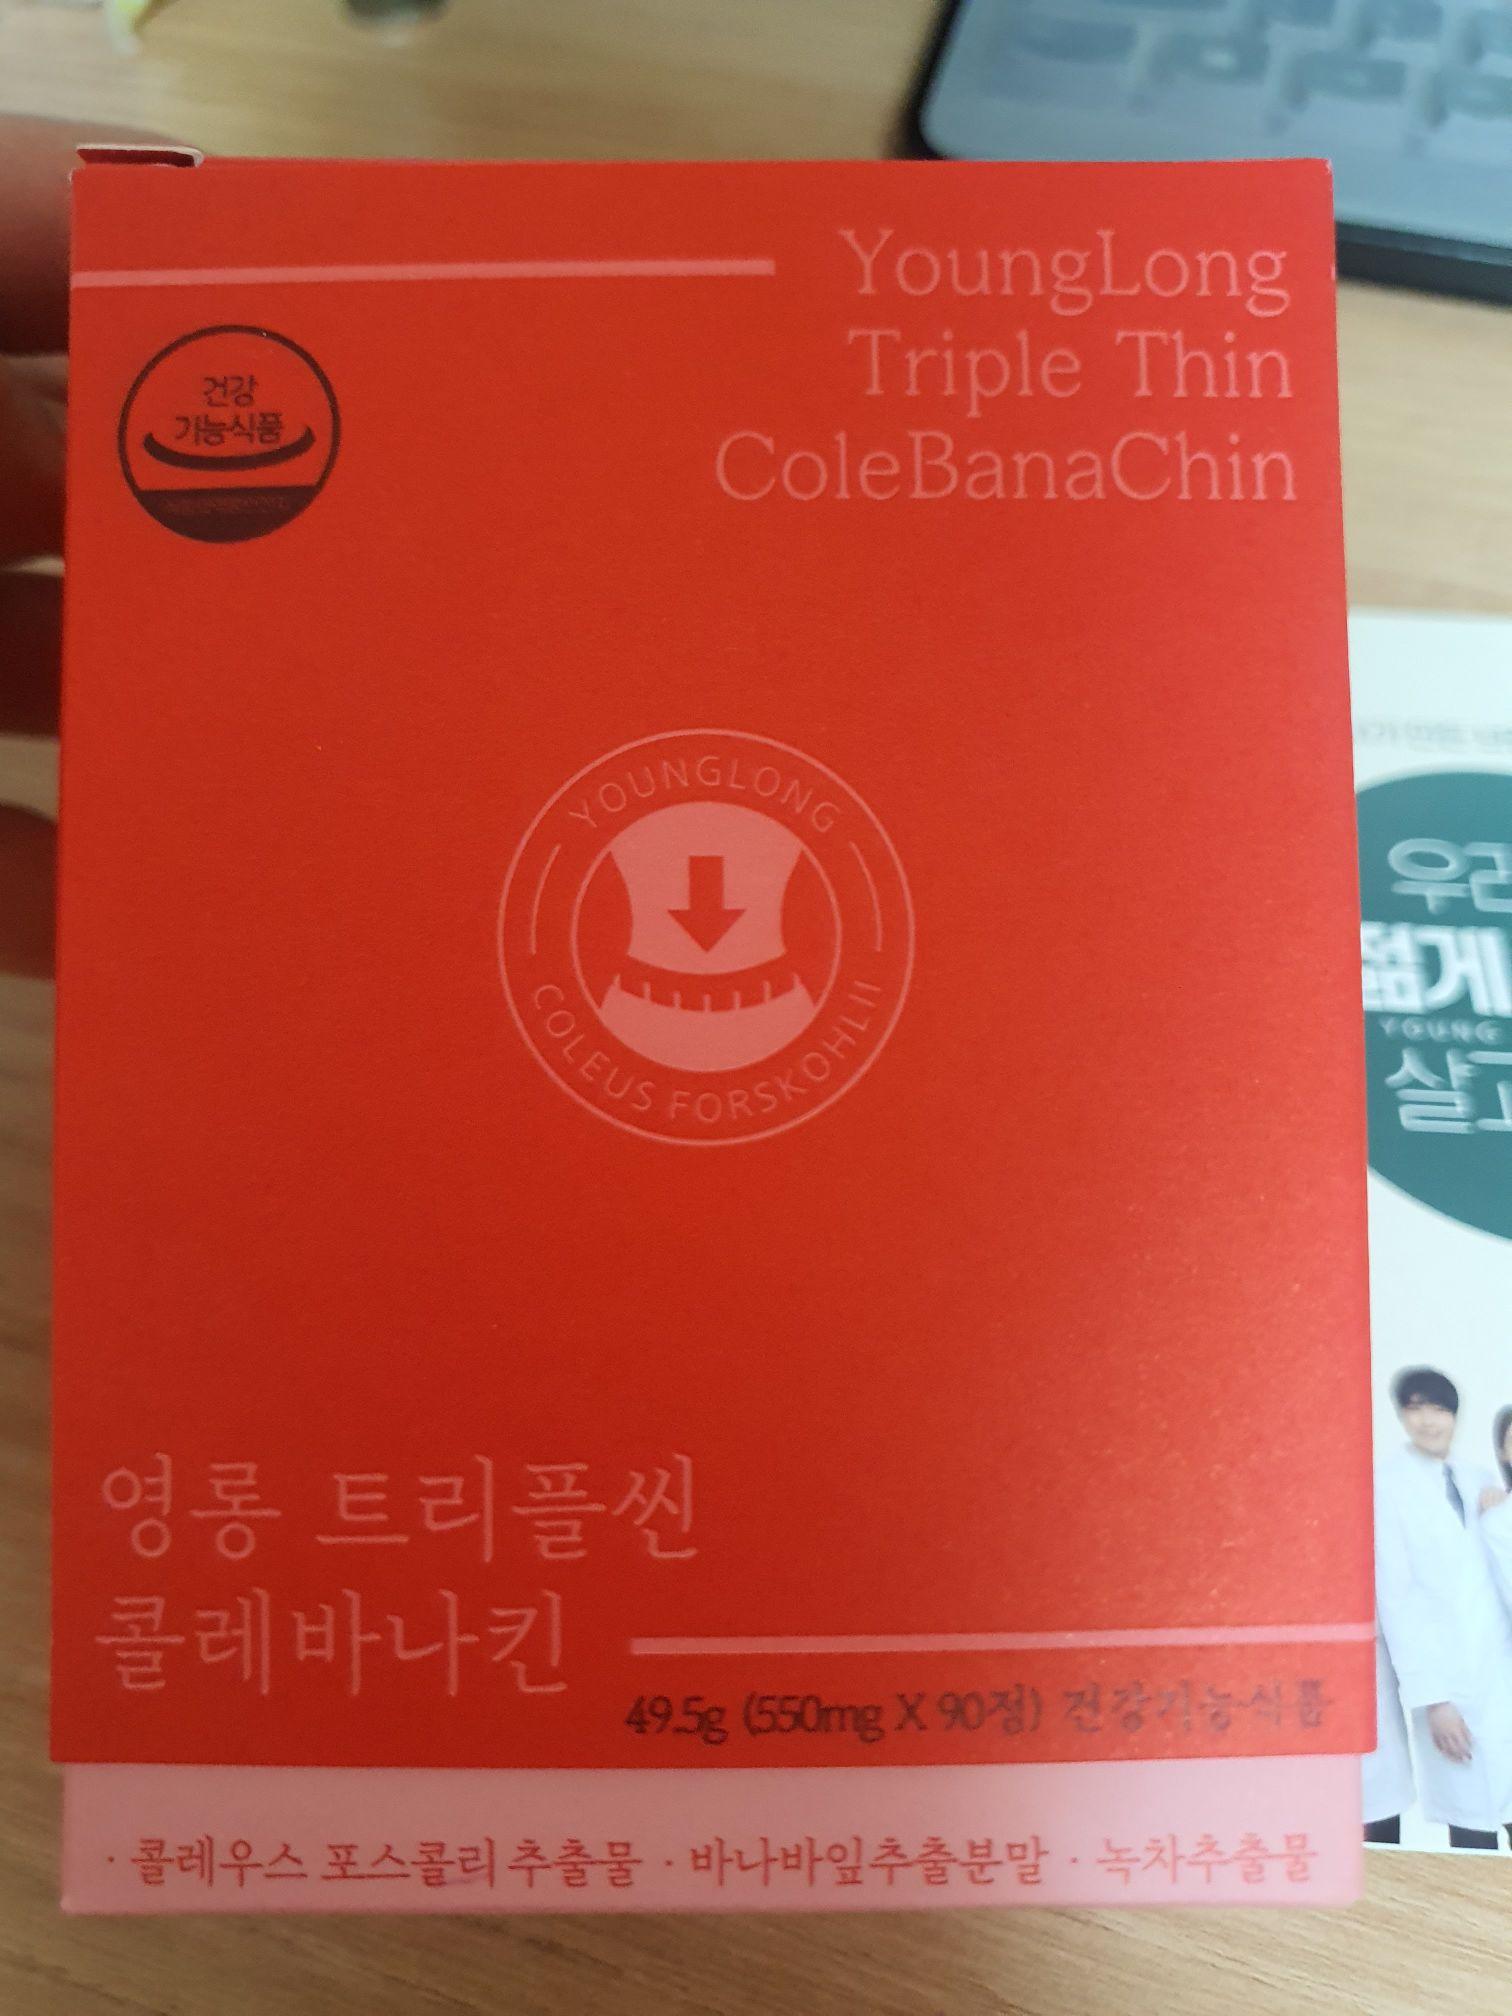 YoungLong
Triple Thin
ColeBanaChin
건강
기능식품
YOUNGLONG
COLEUS FORSKOHLII
영롱 트리플씬
콜레바나킨
49.5g (550mg X 90정) 건강기능식품
· 콜레우스 포스콜리추출물 · 바나바잎추출분말 · 녹차추출물
젊게
YOUNG